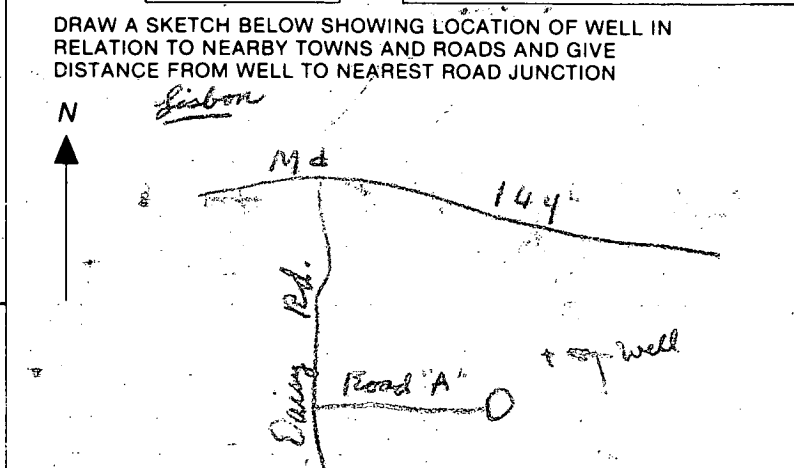 DRAW A SKETCH BELOW SHOWING LOCATION OF WELL IN
RELATION TO NEARBY TOWNS AND ROADS AND GIVE
DISTANCE FROM WELL TO NEAREST ROAD JUNCTION
N
Lisbon
Md 144
Daisy Rd.
well
Road "A"